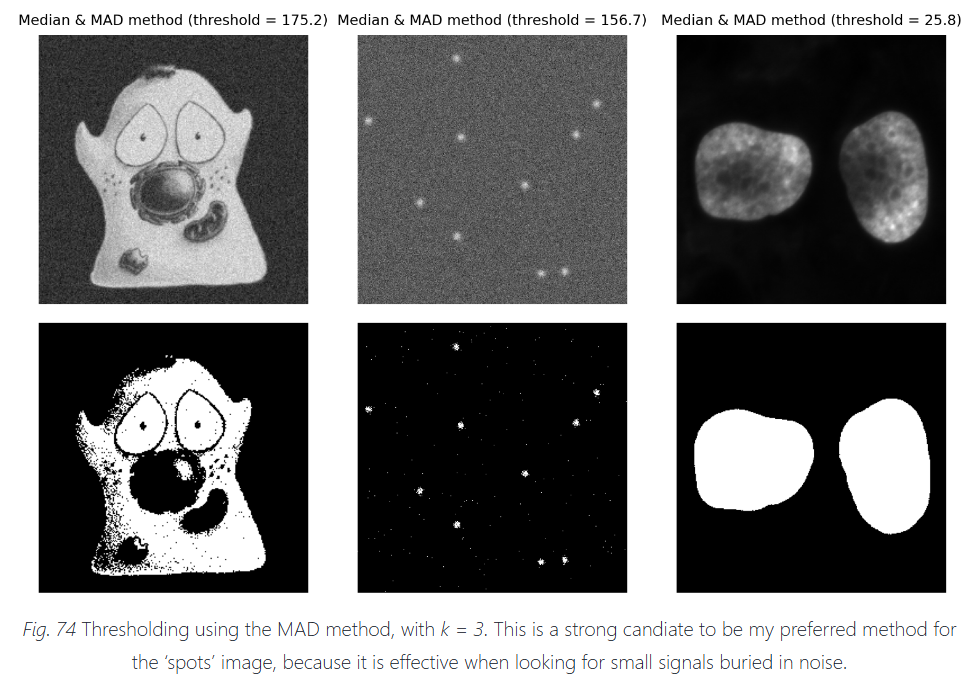 Median & MAD method (threshold = 175.2)
Median & MAD method (threshold = 156.7)
Median & MAD method (threshold = 25.8)
Fig. 74 Thresholding using the MAD method, with k = 3. This is a strong candiate to be my preferred method for
the ‘spots’ image, because it is effective when looking for small signals buried in noise.